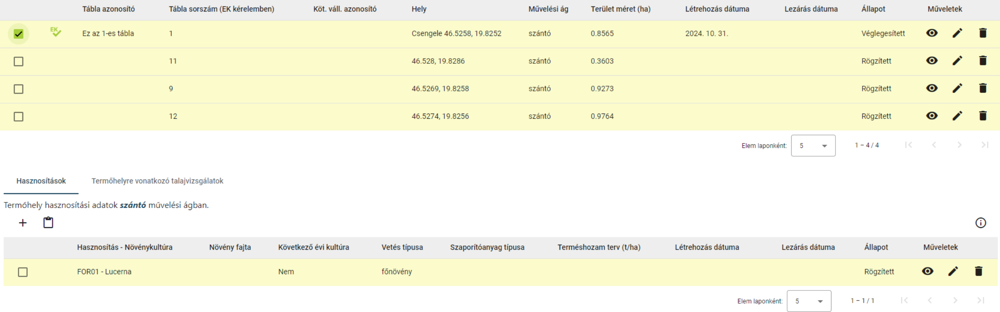 Tábla azonosító Tábla sorszám (EK kérelemben) Köt. váll. azonosító Hely Művelési ág Terület méret (ha) Létrehozás dátuma Lezárás dátuma Állapot Műveletek
EK Ez az 1-es tábla 1 Csengele 46.5258, 19.8252 szántó 0.8565 2024. 10. 31. Véglegesített
11 46.528, 19.8286 szántó 0.3603 Rögzített
9 46.5269, 19.8258 szántó 0.9273 Rögzített
12 46.5274, 19.8256 szántó 0.9764 Rögzített
Elem laponként: 5 1 – 4 / 4
Hasznosítások Termőhelyre vonatkozó talajvizsgálatok
Termőhely hasznosítási adatok szántó művelési ágban.
Hasznosítás - Növénykultúra Növény fajta Következő évi kultúra Vetés típusa Szaporítóanyag típusa Terméshozam terv (t/ha) Létrehozás dátuma Lezárás dátuma Állapot Műveletek
FOR01 - Lucerna Nem főnövény Rögzített
Elem laponként: 5 1 – 1 / 1